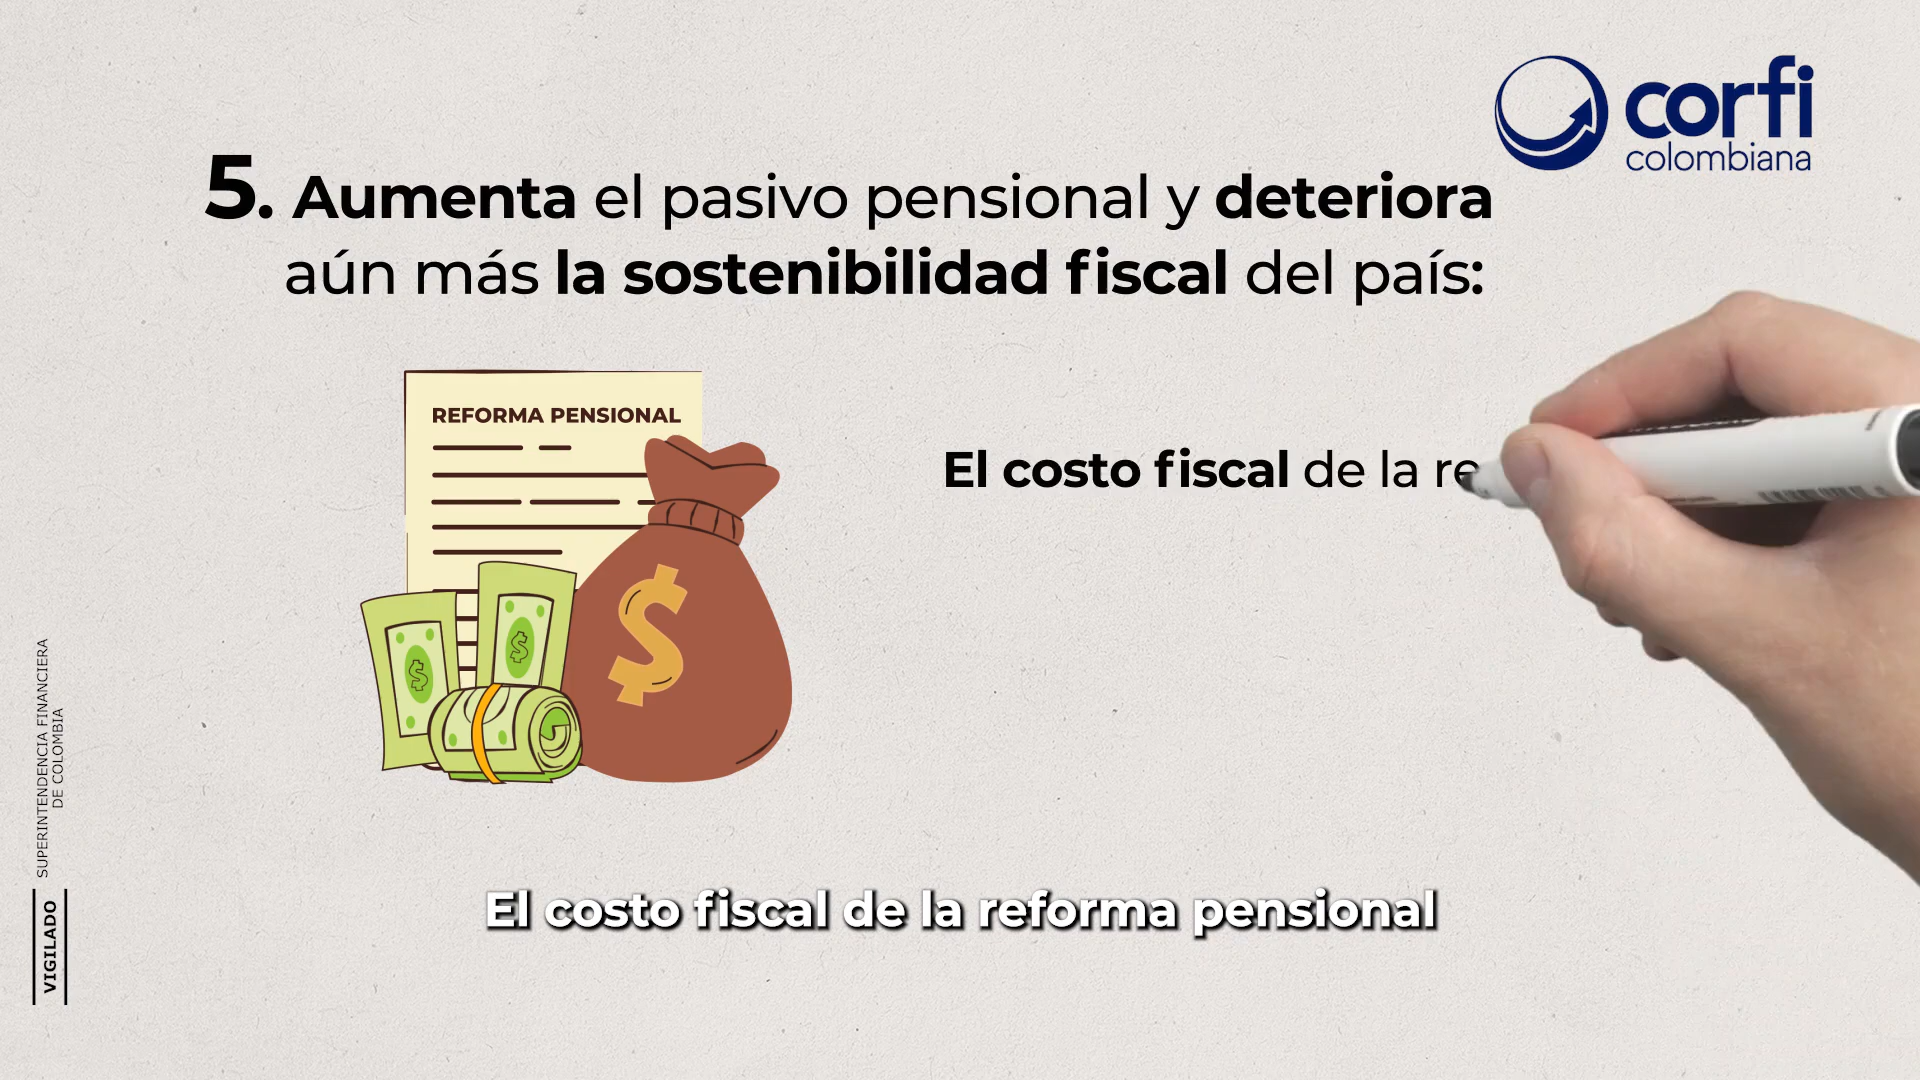 corfi
colombiana
5. Aumenta el pasivo pensional y deteriora
aún más la sostenibilidad fiscal del país:
REFORMA PENSIONAL
El costo fiscal de la re
El costo fiscal de la reforma pensional
VIGILADO
SUPERINTENDENCIA FINANCIERA
DE COLOMBIA